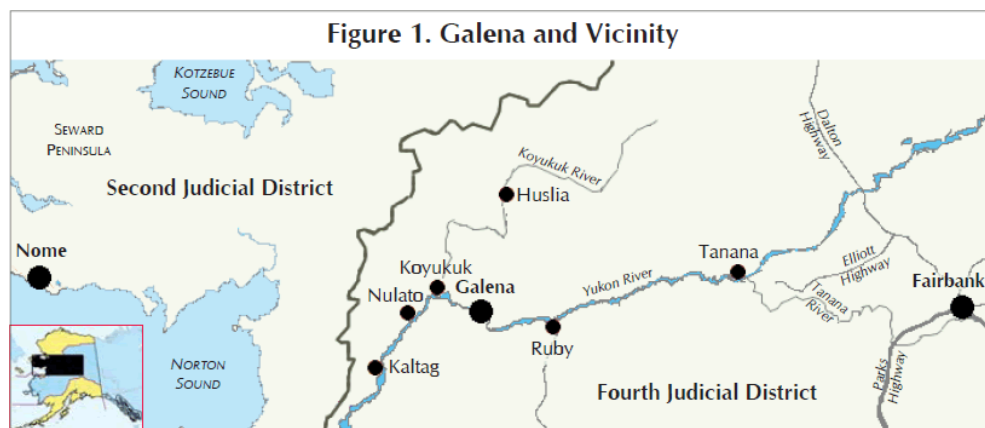 Figure 1. Galena and Vicinity
KOTZEBUE
SOUND
SEWARD
PENINSULA
Second Judicial District
Koyukuk River
Huslia
Dalton
Highway
Nome
Koyukuk
Galena
Nulato
Yukon River
Tanana
Elliott
Highway
Tanana
River
Fairbank
Ruby
Kaltag
NORTON
SOUND
Fourth Judicial District
Parks
Highway